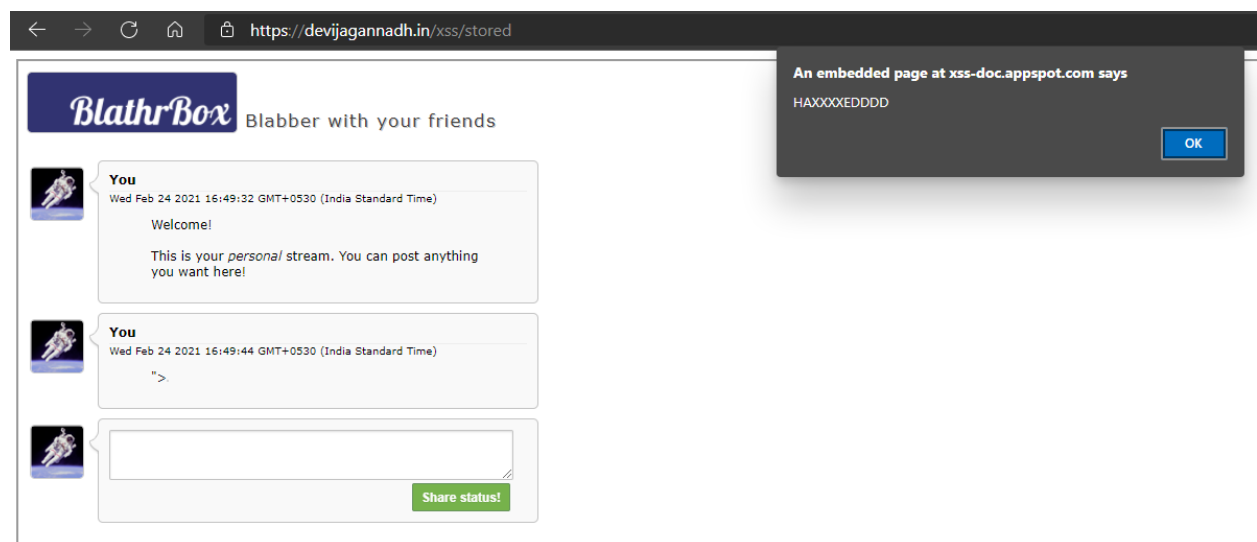 https://devijagannadh.in/xss/stored
An embedded page at xss-doc.appspot.com says
HAXXXXEDDDD
OK
BlathrBox Blabber with your friends
You
Wed Feb 24 2021 16:49:32 GMT+0530 (India Standard Time)
Welcome!
This is your personal stream. You can post anything
you want here!
You
Wed Feb 24 2021 16:49:44 GMT+0530 (India Standard Time)
">.
Share status!